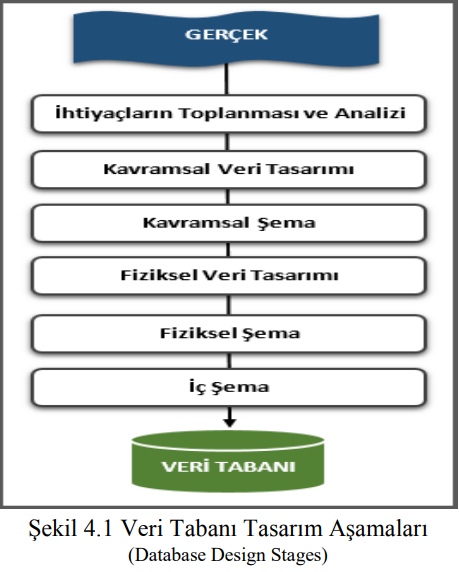 GERÇEK
İhtiyaçların Toplanması ve Analizi
Kavramsal Veri Tasarımı
Kavramsal Şema
Fiziksel Veri Tasarımı
Fiziksel Şema
İç Şema
VERİ TABANI
Şekil 4.1 Veri Tabanı Tasarım Aşamaları
(Database Design Stages)